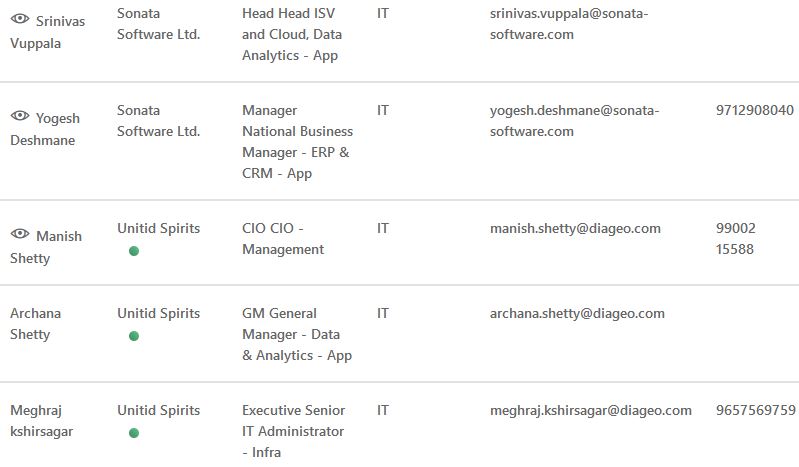 Srinivas
Vuppala
Sonata
Software Ltd.
Head Head ISV
and Cloud, Data
Analytics - App
IT
srinivas.vuppala@sonata-
software.com
Yogesh
Deshmane
Sonata
Software Ltd.
Manager
National Business
Manager - ERP &
CRM - App
IT
yogesh.deshmane@sonata-
software.com
9712908040
Manish
Shetty
Unitid Spirits
CIO CIO -
Management
IT
manish.shetty@diageo.com
99002
15588
Archana
Shetty
Unitid Spirits
GM General
Manager - Data
& Analytics - App
IT
archana.shetty@diageo.com
Meghraj
kshirsagar
Unitid Spirits
Executive Senior
IT Administrator
- Infra
IT
meghraj.kshirsagar@diageo.com
9657569759